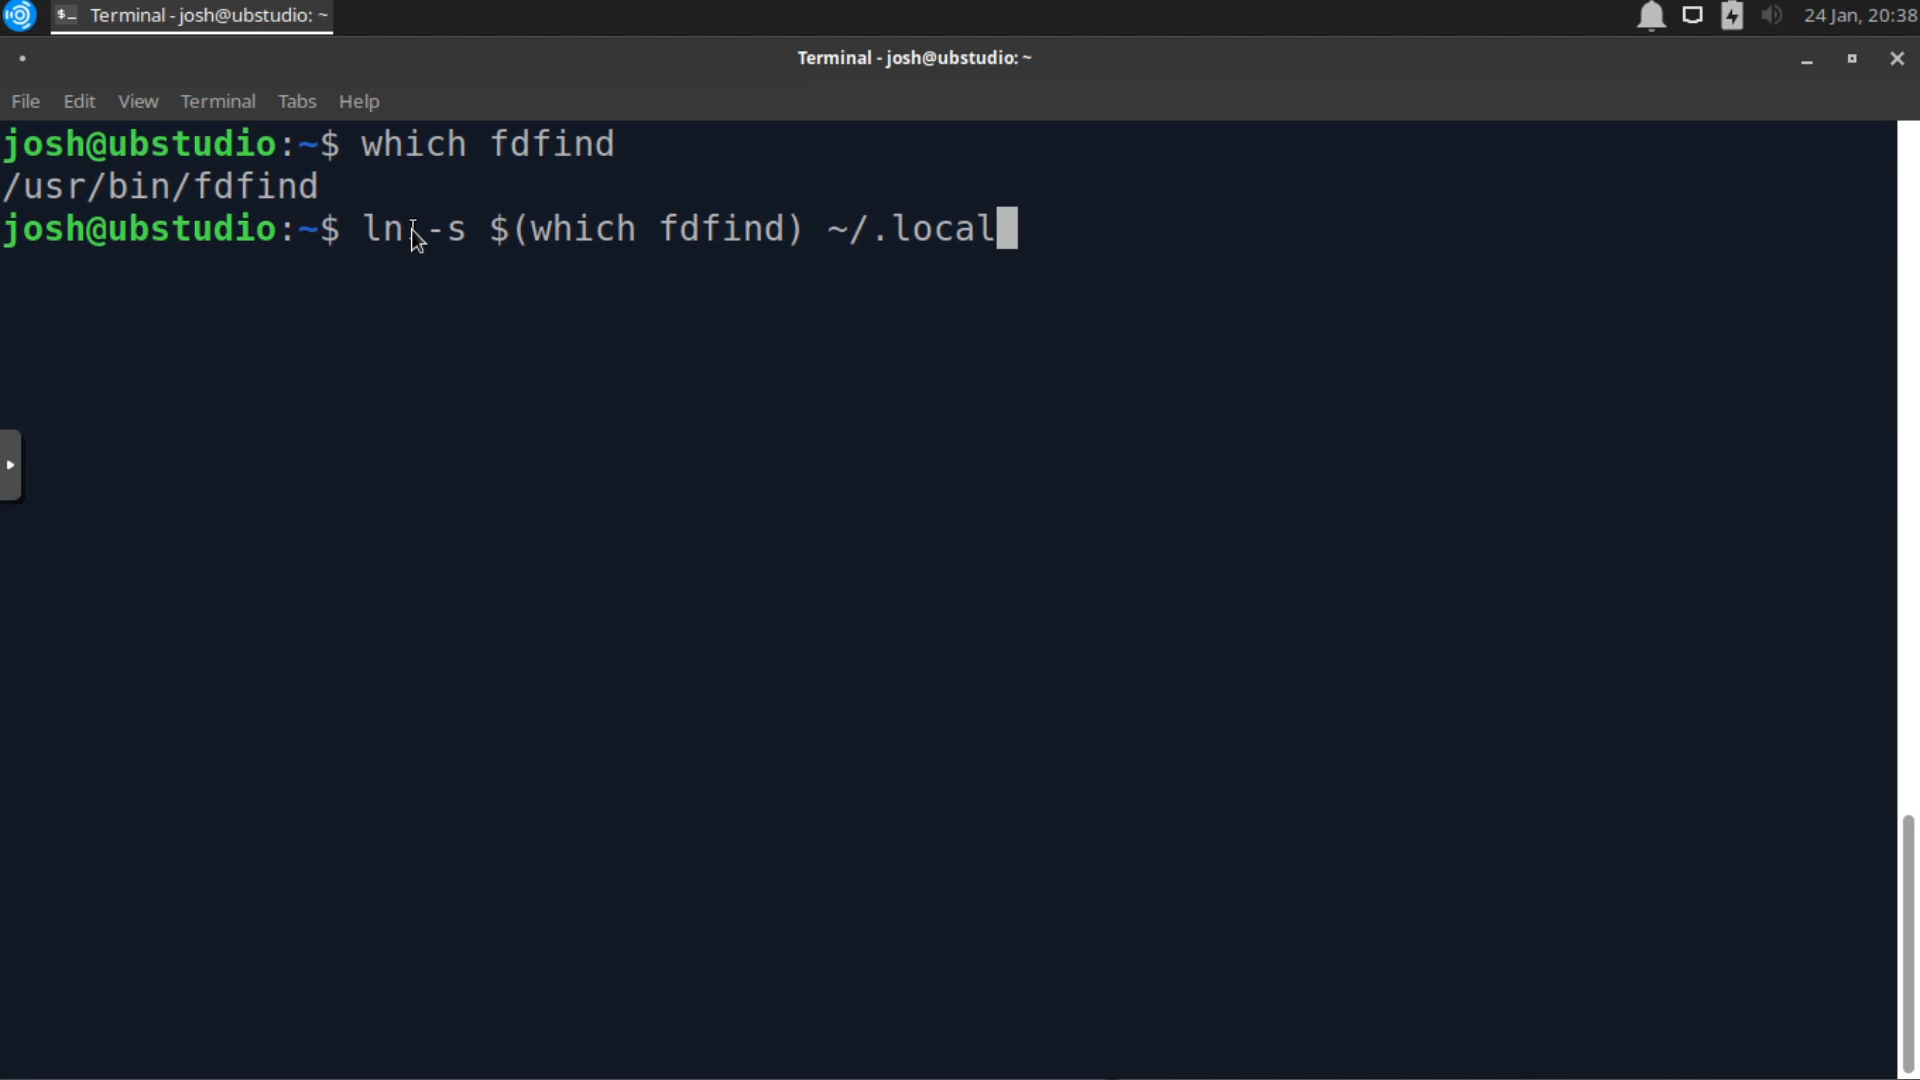 Terminal - josh@ubstudio: ~
24 Jan, 20:38
Terminal - josh@ubstudio: ~
File Edit View Terminal Tabs Help
josh@ubstudio:~$ which fdfind
/usr/bin/fdfind
josh@ubstudio:~$ ln -s $(which fdfind) ~/.local